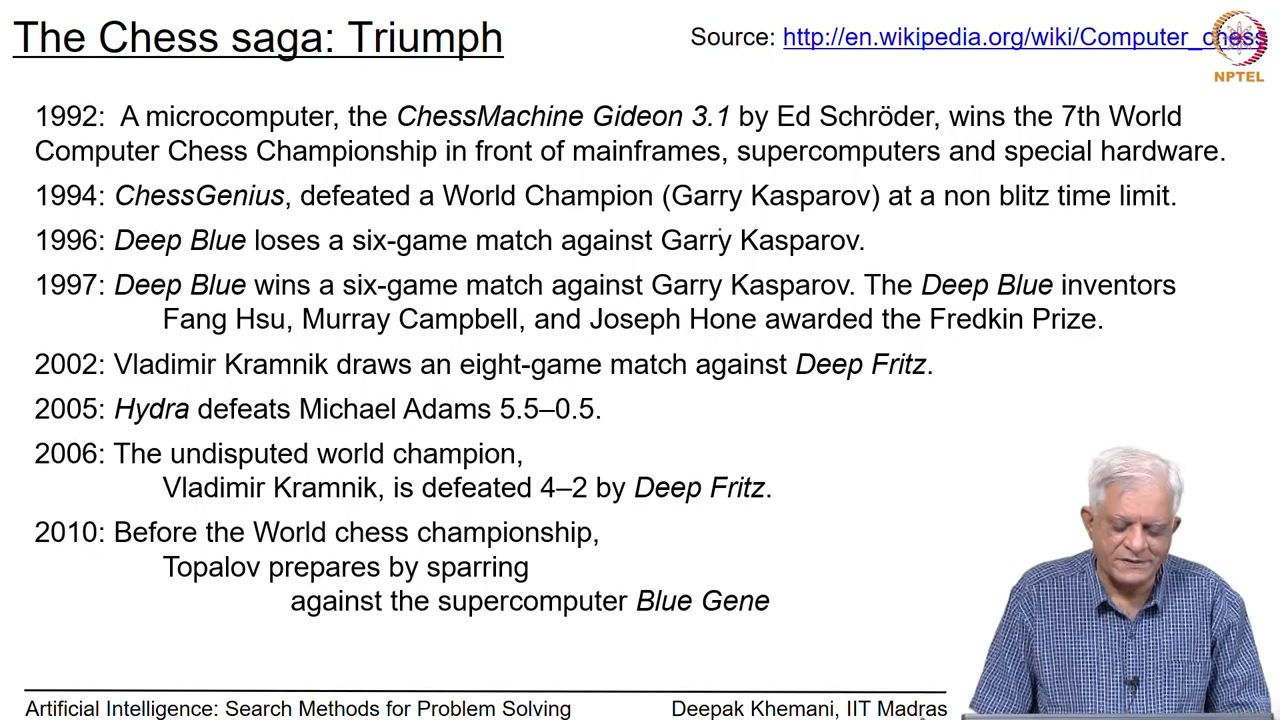 The Chess saga: Triumph
Source: http://en.wikipedia.org/wiki/Computer_chess
NPTEL
1992: A microcomputer, the ChessMachine Gideon 3.1 by Ed Schröder, wins the 7th World
Computer Chess Championship in front of mainframes, supercomputers and special hardware.
1994: ChessGenius, defeated a World Champion (Garry Kasparov) at a non blitz time limit.
1996: Deep Blue loses a six-game match against Garry Kasparov.
1997: Deep Blue wins a six-game match against Garry Kasparov. The Deep Blue inventors
Fang Hsu, Murray Campbell, and Joseph Hone awarded the Fredkin Prize.
2002: Vladimir Kramnik draws an eight-game match against Deep Fritz.
2005: Hydra defeats Michael Adams 5.5–0.5.
2006: The undisputed world champion,
Vladimir Kramnik, is defeated 4–2 by Deep Fritz.
2010: Before the World chess championship,
Topalov prepares by sparring
against the supercomputer Blue Gene
Artificial Intelligence: Search Methods for Problem Solving
Deepak Khemani, IIT Madras